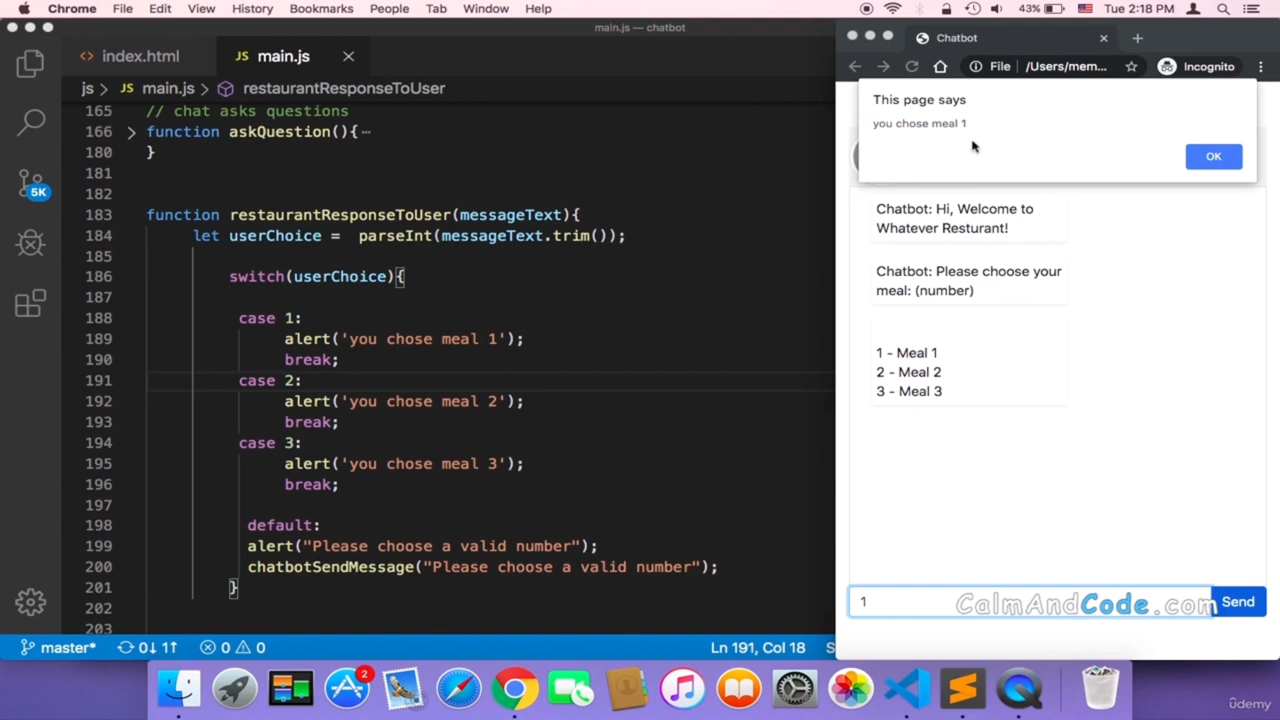 Chrome File Edit View History Bookmarks People Tab Window Help 43% Tue 2:18 PM
main.js — chatbot
Chatbot
index.html
JS main.js
File /Users/mem... Incognito
js > JS main.js > restaurantResponseToUser
This page says
you chose meal 1
OK
165 // chat asks questions
166 function askQuestion(){⋯
180 }
181
182
183 function restaurantResponseToUser(messageText){
184 let userChoice = parseInt(messageText.trim());
185
186 switch(userChoice){
187
188 case 1:
189 alert('you chose meal 1');
190 break;
191 case 2:
192 alert('you chose meal 2');
193 break;
194 case 3:
195 alert('you chose meal 3');
196 break;
197
198 default:
199 alert("Please choose a valid number");
200 chatbotSendMessage("Please choose a valid number");
201 }
202
203
5K
Chatbot: Hi, Welcome to
Whatever Resturant!
Chatbot: Please choose your
meal: (number)
1 - Meal 1
2 - Meal 2
3 - Meal 3
1
CalmAndCode.com
Send
master* 0↓ 1↑ 0 0 Ln 191, Col 18 S
2
ûdemy